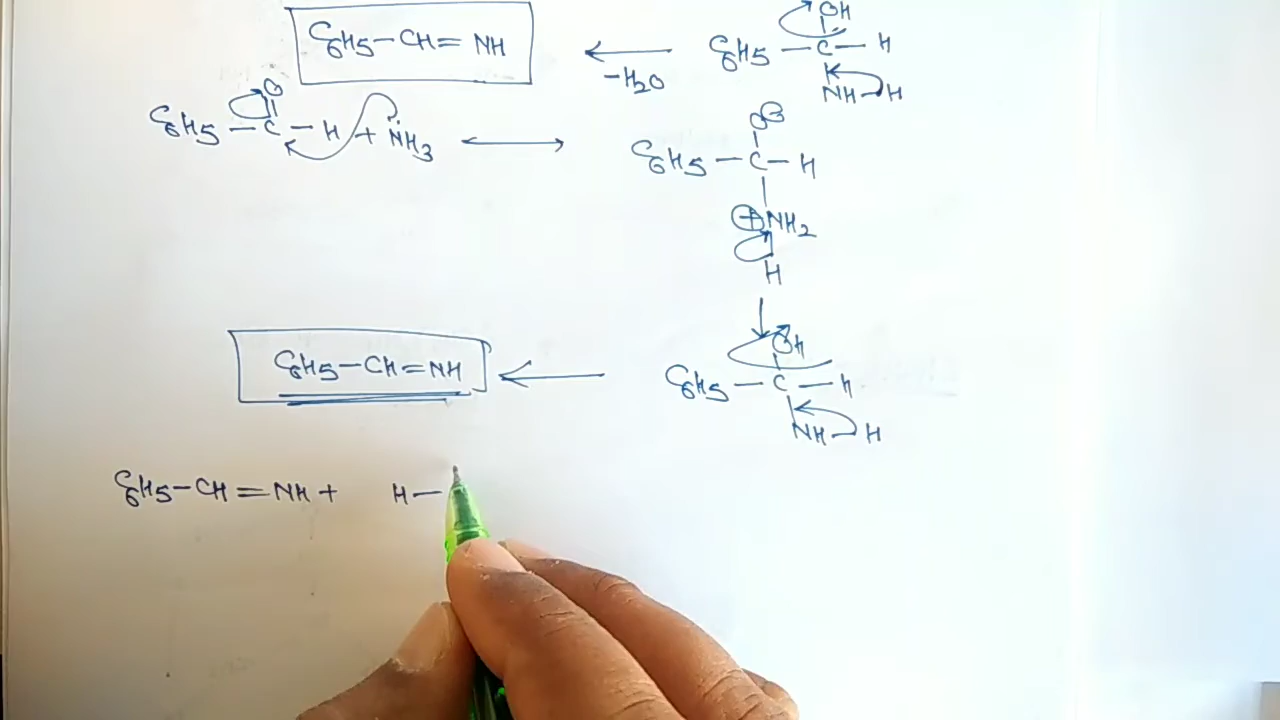 OH
C6H5-CH=NH ← C6H5-C-H
-H2O
NH-H
O
C6H5-C-H + NH3 ⟷ O⊖
C6H5-C-H
⊕NH2
H
OH
C6H5-CH=NH ← C6H5-C-H
NH-H
C6H5-CH=NH + H-